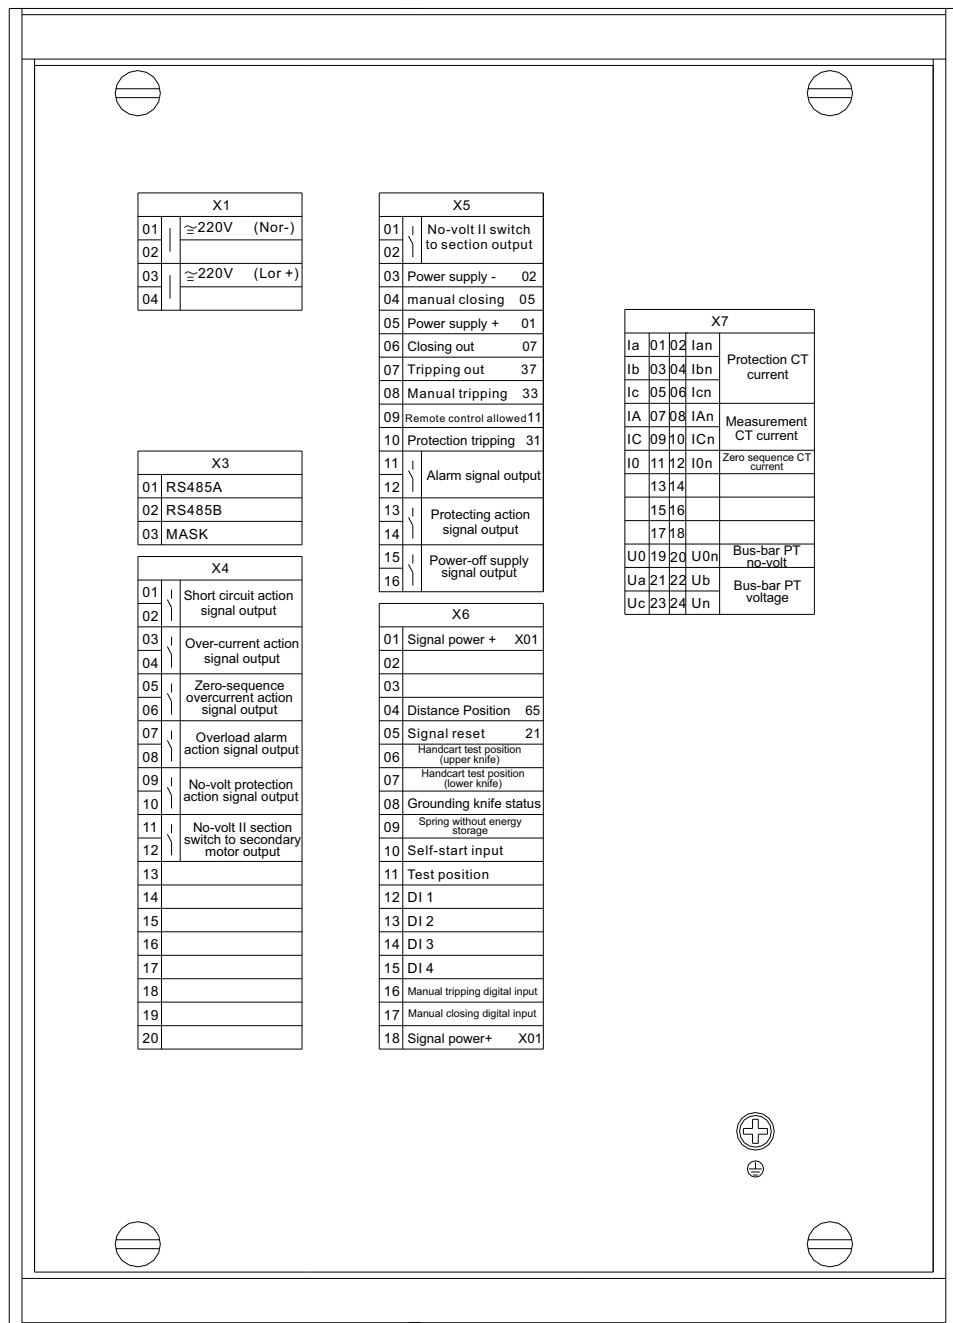 X1
01 ≃220V (Nor-)
02
03 ≃220V (Lor +)
04
X3
01 RS485A
02 RS485B
03 MASK
X4
01 Short circuit action
02 signal output
03 Over-current action
04 signal output
05 Zero-sequence
overcurrent action
06 signal output
07 Overload alarm
08 action signal output
09 No-volt protection
10 action signal output
11 No-volt II section
switch to secondary
12 motor output
13
14
15
16
17
18
19
20
X5
01 No-volt II switch
02 to section output
03 Power supply - 02
04 manual closing 05
05 Power supply + 01
06 Closing out 07
07 Tripping out 37
08 Manual tripping 33
09 Remote control allowed 11
10 Protection tripping 31
11 Alarm signal output
12
13 Protecting action
14 signal output
15 Power-off supply
16 signal output
X6
01 Signal power + X01
02
03
04 Distance Position 65
05 Signal reset 21
06 Handcart test position
(upper knife)
07 Handcart test position
(lower knife)
08 Grounding knife status
09 Spring without energy
storage
10 Self-start input
11 Test position
12 DI 1
13 DI 2
14 DI 3
15 DI 4
16 Manual tripping digital input
17 Manual closing digital input
18 Signal power+ X01
X7
Ia 01 02 Ian
Protection CT
Ib 03 04 Ibn
current
Ic 05 06 Icn
IA 07 08 IAn
Measurement
CT current
IC 09 10 ICn
I0 11 12 I0n Zero sequence CT
current
13 14
15 16
17 18
U0 19 20 U0n Bus-bar PT
no-volt
Ua 21 22 Ub Bus-bar PT
Uc 23 24 Un voltage